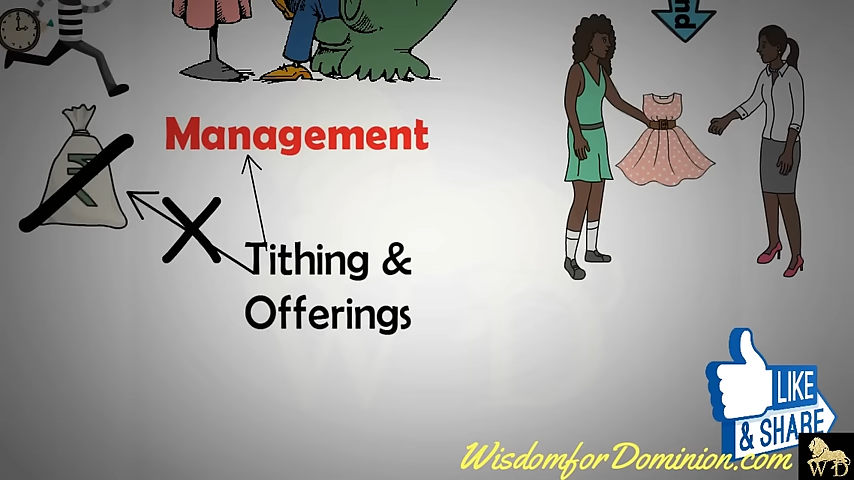 Management
Tithing &
Offerings
LIKE
& SHARE
WisdomforDominion.com
WD